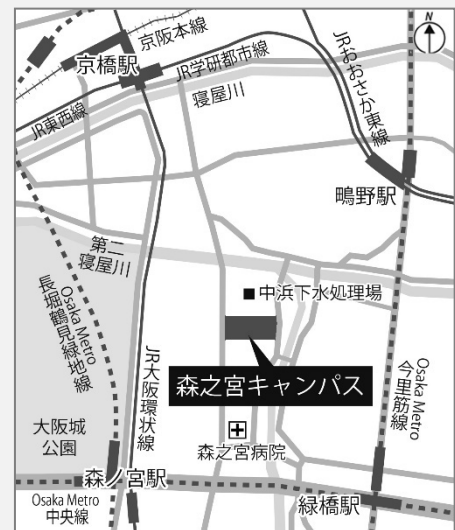 N
京阪本線
京橋駅
JR学研都市線
JRおおさか東線
寝屋川
JR東西線
鴫野駅
第二
寝屋川
■中浜下水処理場
Osaka Metro
長堀鶴見緑地線
JR大阪環状線
Osaka Metro
今里筋線
森之宮キャンパス
大阪城
公園
森之宮病院
森ノ宮駅
緑橋駅
Osaka Metro
中央線